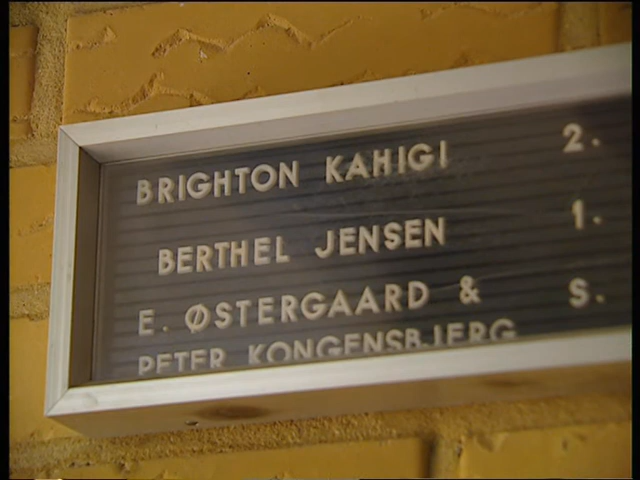 BRIGHTON KAHIGI 2.
BERTHEL JENSEN 1.
E. ØSTERGAARD & S.
PETER KONGENSBJERG